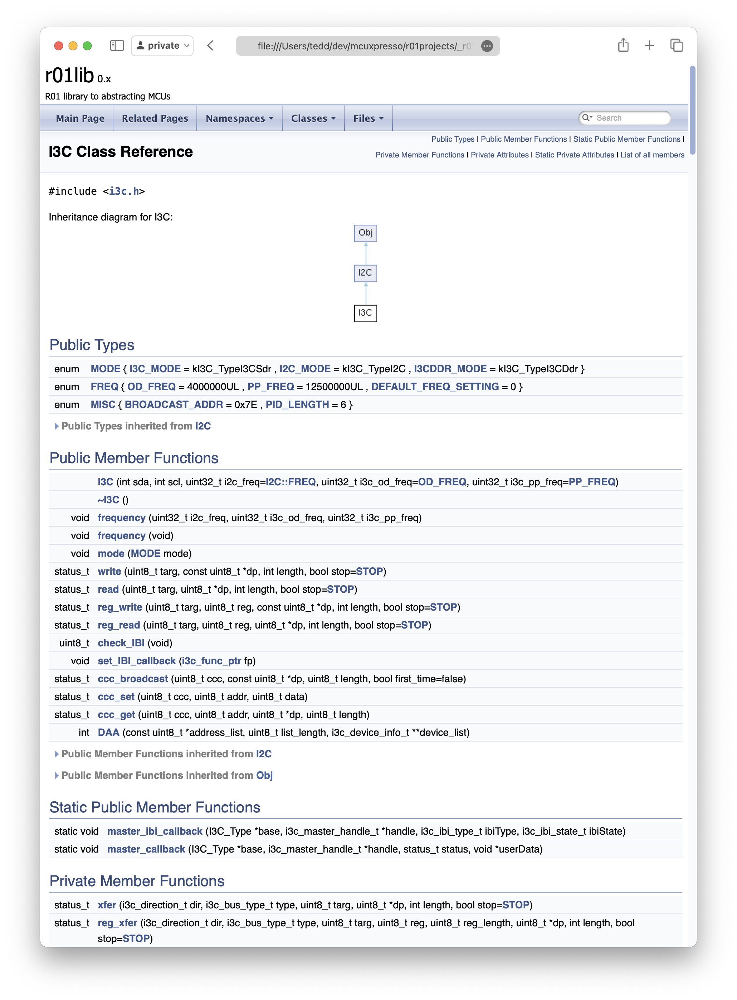 private
file:///Users/tedd/dev/mcuxpresso/r01projects/_r0
r01lib 0.x
R01 library to abstracting MCUs
Main Page Related Pages Namespaces Classes Files Search
Public Types | Public Member Functions | Static Public Member Functions |
I3C Class Reference
Private Member Functions | Private Attributes | Static Private Attributes | List of all members
#include <i3c.h>
Inheritance diagram for I3C:
Obj
I2C
I3C
Public Types
enum MODE { I3C_MODE = kI3C_TypeI3CSdr , I2C_MODE = kI3C_TypeI2C , I3CDDR_MODE = kI3C_TypeI3CDdr }
enum FREQ { OD_FREQ = 4000000UL , PP_FREQ = 12500000UL , DEFAULT_FREQ_SETTING = 0 }
enum MISC { BROADCAST_ADDR = 0x7E , PID_LENGTH = 6 }
Public Types inherited from I2C
Public Member Functions
I3C (int sda, int scl, uint32_t i2c_freq=I2C::FREQ, uint32_t i3c_od_freq=OD_FREQ, uint32_t i3c_pp_freq=PP_FREQ)
~I3C ()
void frequency (uint32_t i2c_freq, uint32_t i3c_od_freq, uint32_t i3c_pp_freq)
void frequency (void)
void mode (MODE mode)
status_t write (uint8_t targ, const uint8_t *dp, int length, bool stop=STOP)
status_t read (uint8_t targ, uint8_t *dp, int length, bool stop=STOP)
status_t reg_write (uint8_t targ, uint8_t reg, const uint8_t *dp, int length, bool stop=STOP)
status_t reg_read (uint8_t targ, uint8_t reg, uint8_t *dp, int length, bool stop=STOP)
uint8_t check_IBI (void)
void set_IBI_callback (i3c_func_ptr fp)
status_t ccc_broadcast (uint8_t ccc, const uint8_t *dp, uint8_t length, bool first_time=false)
status_t ccc_set (uint8_t ccc, uint8_t addr, uint8_t data)
status_t ccc_get (uint8_t ccc, uint8_t addr, uint8_t *dp, uint8_t length)
int DAA (const uint8_t *address_list, uint8_t list_length, i3c_device_info_t **device_list)
Public Member Functions inherited from I2C
Public Member Functions inherited from Obj
Static Public Member Functions
static void master_ibi_callback (I3C_Type *base, i3c_master_handle_t *handle, i3c_ibi_type_t ibiType, i3c_ibi_state_t ibiState)
static void master_callback (I3C_Type *base, i3c_master_handle_t *handle, status_t status, void *userData)
Private Member Functions
status_t xfer (i3c_direction_t dir, i3c_bus_type_t type, uint8_t targ, uint8_t *dp, int length, bool stop=STOP)
status_t reg_xfer (i3c_direction_t dir, i3c_bus_type_t type, uint8_t targ, uint8_t reg, uint8_t reg_length, uint8_t *dp, int length, bool
stop=STOP)